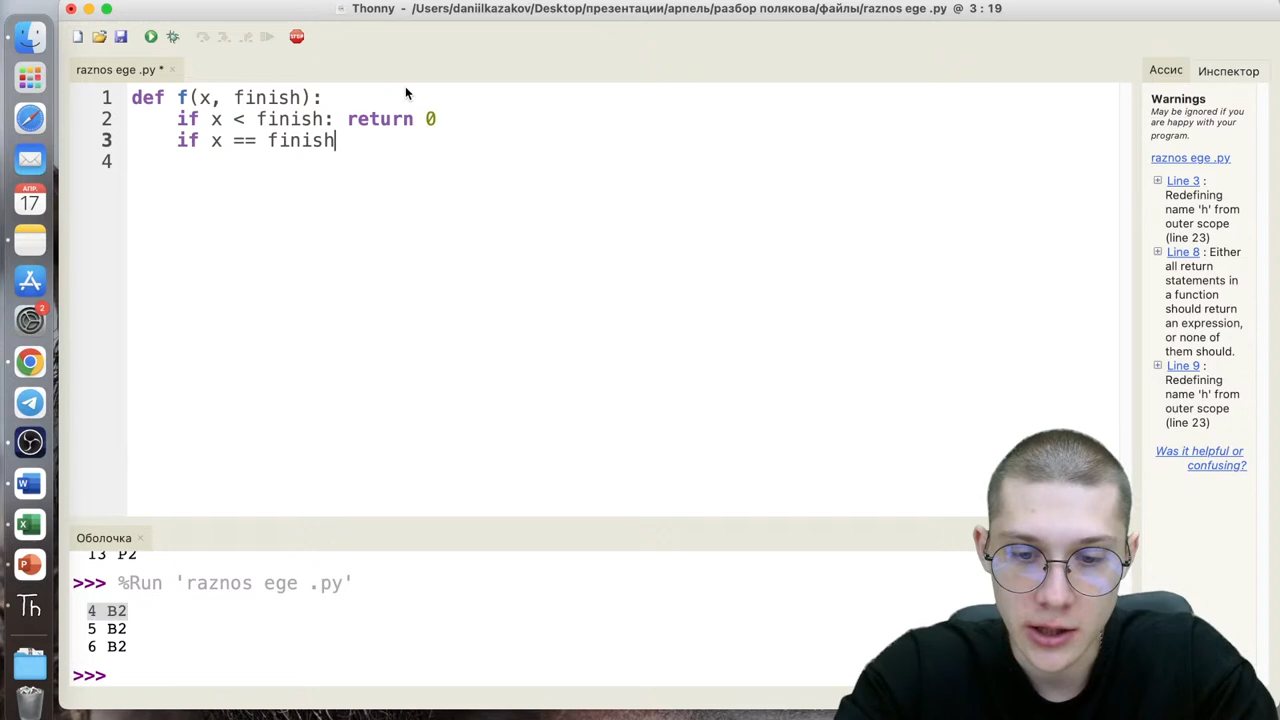 Thonny - /Users/daniilkazakov/Desktop/презентации/арпель/разбор полякова/файлы/raznos ege .py @ 3 : 19
raznos ege .py *
1 def f(x, finish):
2 if x < finish: return 0
3 if x == finish
4
Ассис
Инспектор
Warnings
May be ignored if you
are happy with your
program.
raznos ege .py
Line 3 :
Redefining
name 'h' from
outer scope
(line 23)
Line 8 : Either
all return
statements in
a function
should return
an expression,
or none of
them should.
Line 9 :
Redefining
name 'h' from
outer scope
(line 23)
Was it helpful or
confusing?
Оболочка
13 P2
>>> %Run 'raznos ege .py'
4 B2
5 B2
6 B2
>>>
STOP
АПР.
17
2
W
X
P
Th